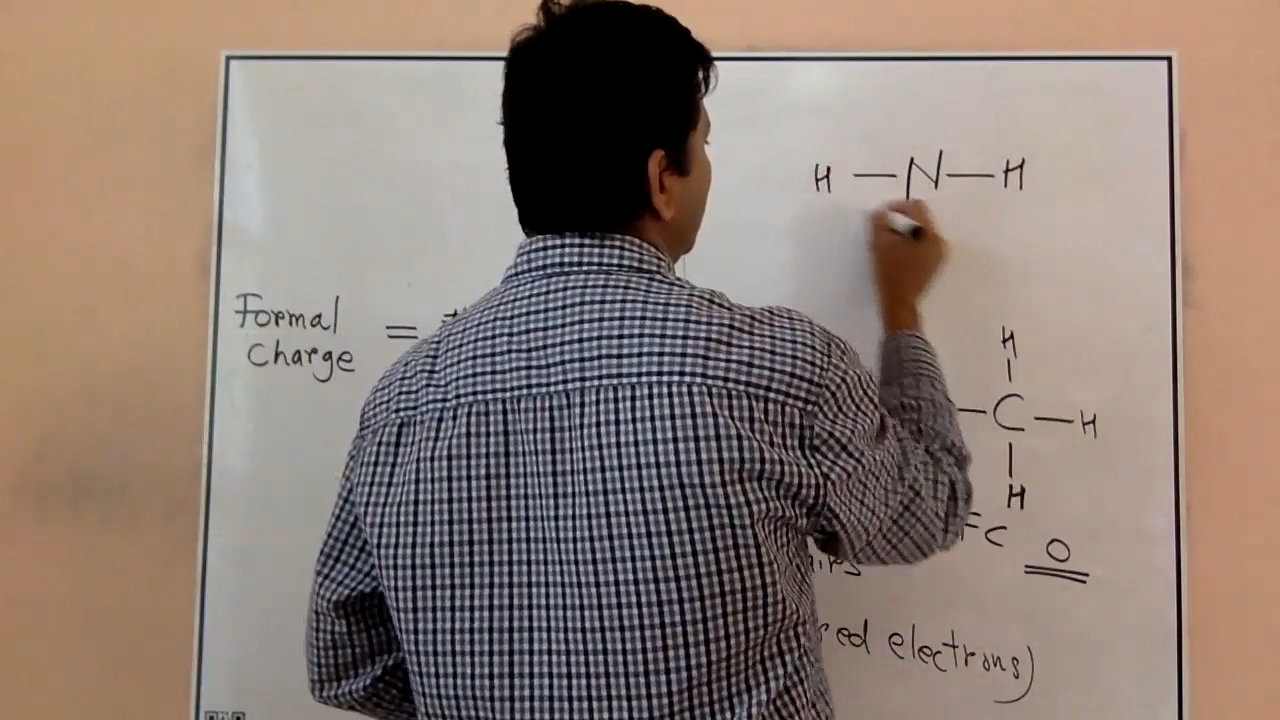 H — N — H
Formal
Charge =
H
— C — H
H
FC 0
red electrons)